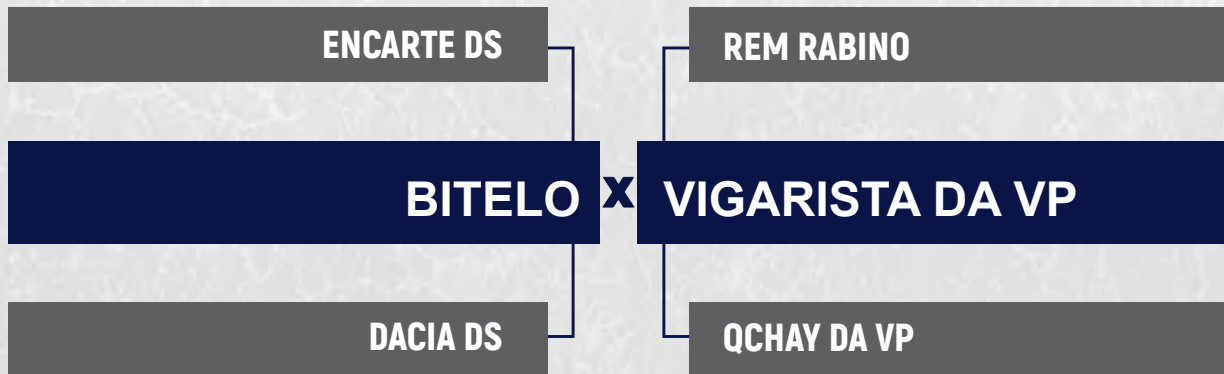 ENCARTE DS
REM RABINO
BITELO X VIGARISTA DA VP
DACIA DS
QCHAY DA VP